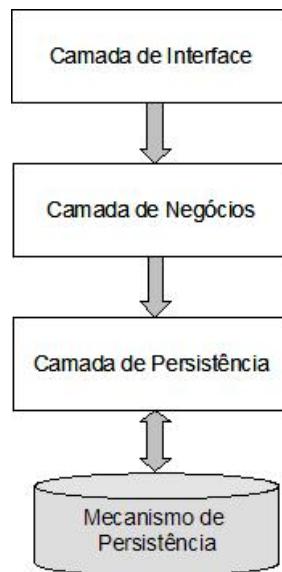 Camada de Interface
Camada de Negócios
Camada de Persistência
Mecanismo de
Persistência